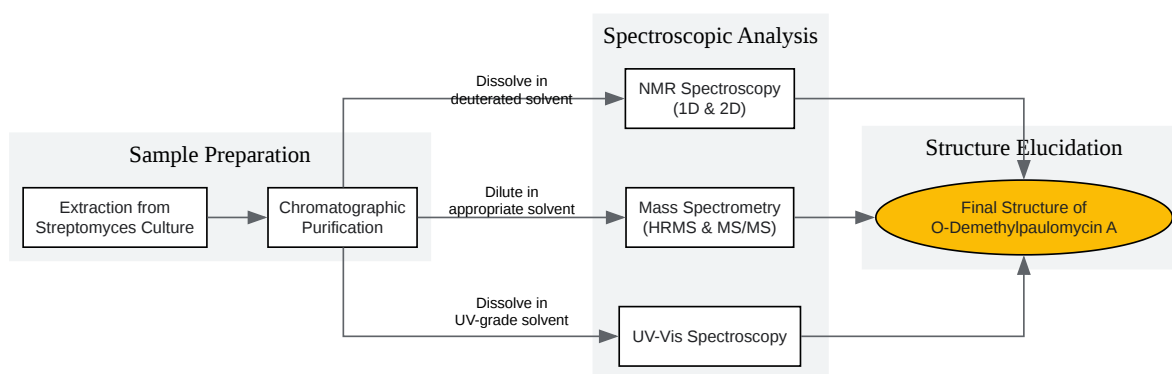 Spectroscopic Analysis
Dissolve in
deuterated solvent
NMR Spectroscopy
(1D & 2D)
Sample Preparation
Structure Elucidation
Extraction from
Streptomyces Culture
Chromatographic
Purification
Dilute in
appropriate solvent
Mass Spectrometry
(HRMS & MS/MS)
Final Structure of
O-Demethylpaulomycin A
Dissolve in
UV-grade solvent
UV-Vis Spectroscopy